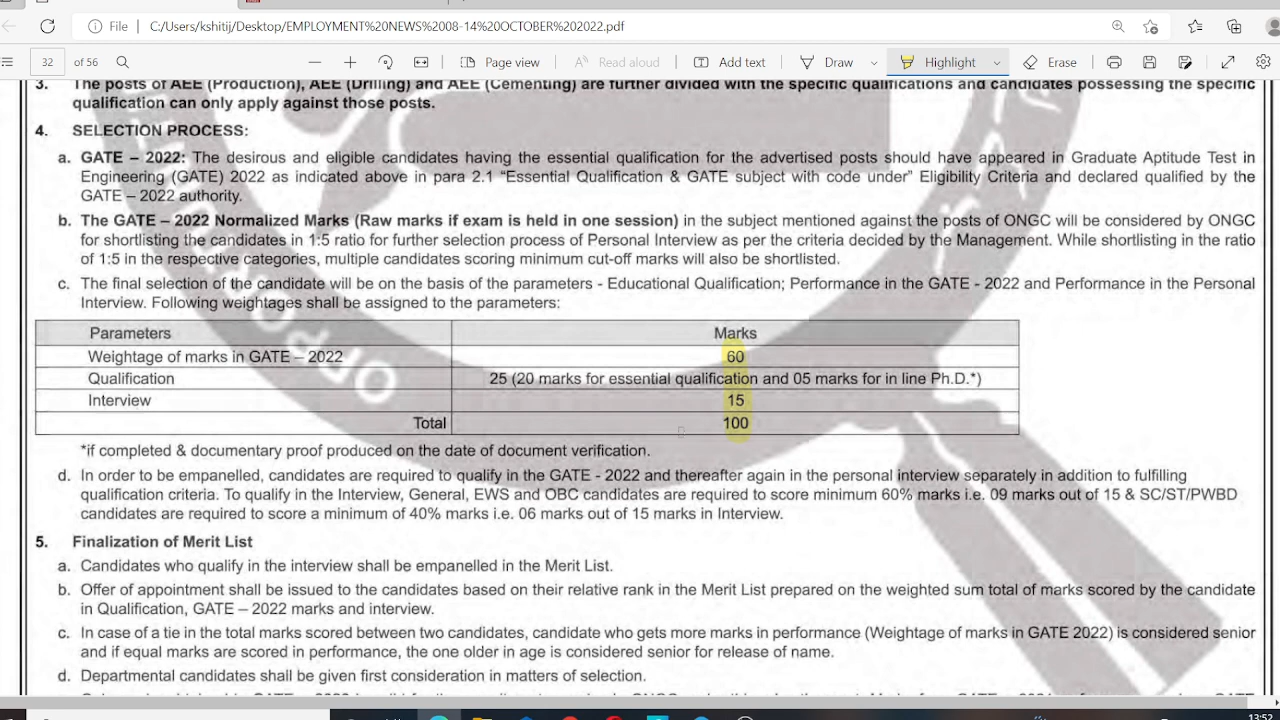 File C:/Users/kshitij/Desktop/EMPLOYMENT%20NEWS%2008-14%20OCTOBER%202022.pdf
32 of 56 Page view Read aloud Add text Draw Highlight Erase
3. The posts of AEE (Production), AEE (Drilling) and AEE (Cementing) are further divided with the specific qualifications and candidates possessing the specific
qualification can only apply against those posts.
4. SELECTION PROCESS:
a. GATE – 2022: The desirous and eligible candidates having the essential qualification for the advertised posts should have appeared in Graduate Aptitude Test in
Engineering (GATE) 2022 as indicated above in para 2.1 “Essential Qualification & GATE subject with code under” Eligibility Criteria and declared qualified by the
GATE – 2022 authority.
b. The GATE – 2022 Normalized Marks (Raw marks if exam is held in one session) in the subject mentioned against the posts of ONGC will be considered by ONGC
for shortlisting the candidates in 1:5 ratio for further selection process of Personal Interview as per the criteria decided by the Management. While shortlisting in the ratio
of 1:5 in the respective categories, multiple candidates scoring minimum cut-off marks will also be shortlisted.
c. The final selection of the candidate will be on the basis of the parameters - Educational Qualification; Performance in the GATE - 2022 and Performance in the Personal
Interview. Following weightages shall be assigned to the parameters:
Parameters Marks
Weightage of marks in GATE – 2022 60
Qualification 25 (20 marks for essential qualification and 05 marks for in line Ph.D.*)
Interview 15
Total 100
*if completed & documentary proof produced on the date of document verification.
d. In order to be empanelled, candidates are required to qualify in the GATE - 2022 and thereafter again in the personal interview separately in addition to fulfilling
qualification criteria. To qualify in the Interview, General, EWS and OBC candidates are required to score minimum 60% marks i.e. 09 marks out of 15 & SC/ST/PWBD
candidates are required to score a minimum of 40% marks i.e. 06 marks out of 15 marks in Interview.
5. Finalization of Merit List
a. Candidates who qualify in the interview shall be empanelled in the Merit List.
b. Offer of appointment shall be issued to the candidates based on their relative rank in the Merit List prepared on the weighted sum total of marks scored by the candidate
in Qualification, GATE – 2022 marks and interview.
c. In case of a tie in the total marks scored between two candidates, candidate who gets more marks in performance (Weightage of marks in GATE 2022) is considered senior
and if equal marks are scored in performance, the one older in age is considered senior for release of name.
d. Departmental candidates shall be given first consideration in matters of selection.
13:52